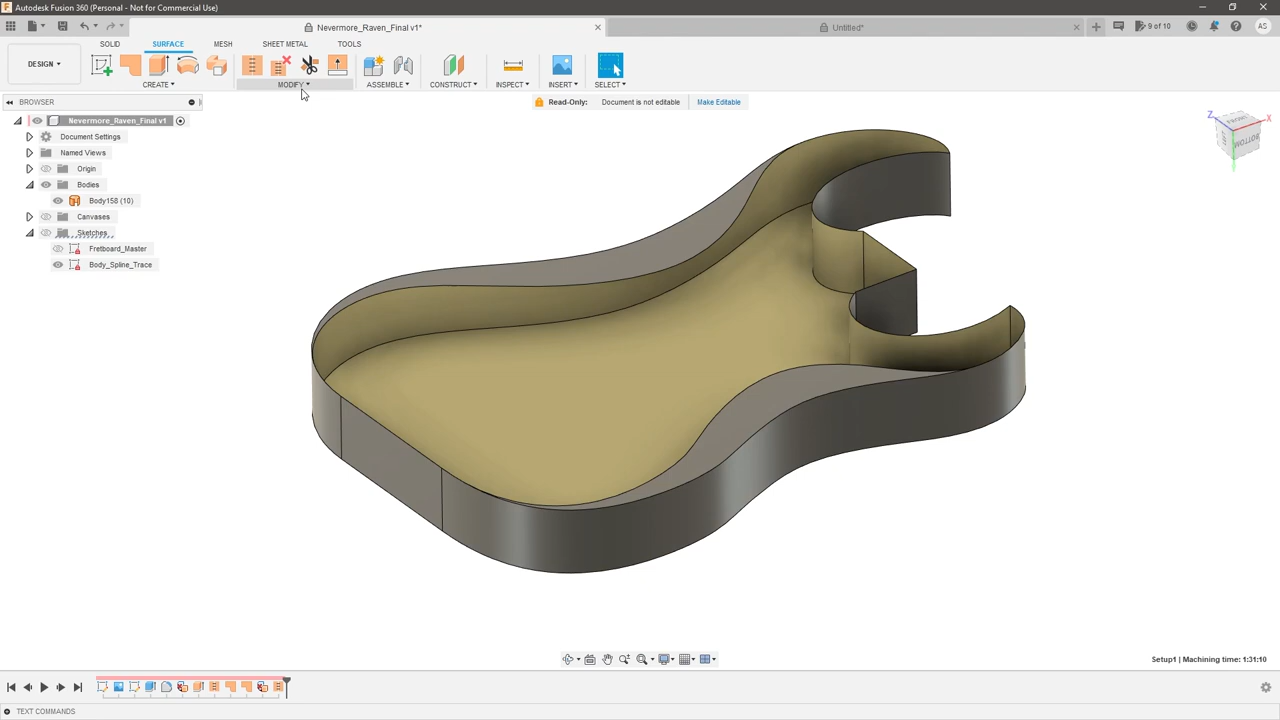 Autodesk Fusion 360 (Personal - Not for Commercial Use)
Nevermore_Raven_Final v1*
Untitled*
9 of 10
AS
DESIGN
SOLID SURFACE MESH SHEET METAL TOOLS
CREATE MODIFY ASSEMBLE CONSTRUCT INSPECT INSERT SELECT
BROWSER
Read-Only: Document is not editable Make Editable
Nevermore_Raven_Final v1
Document Settings
Named Views
Origin
Bodies
Body158 (10)
Canvases
Sketches
Fretboard_Master
Body_Spline_Trace
Z
X
BOTTOM
Setup1 | Machining time: 1:31:10
TEXT COMMANDS